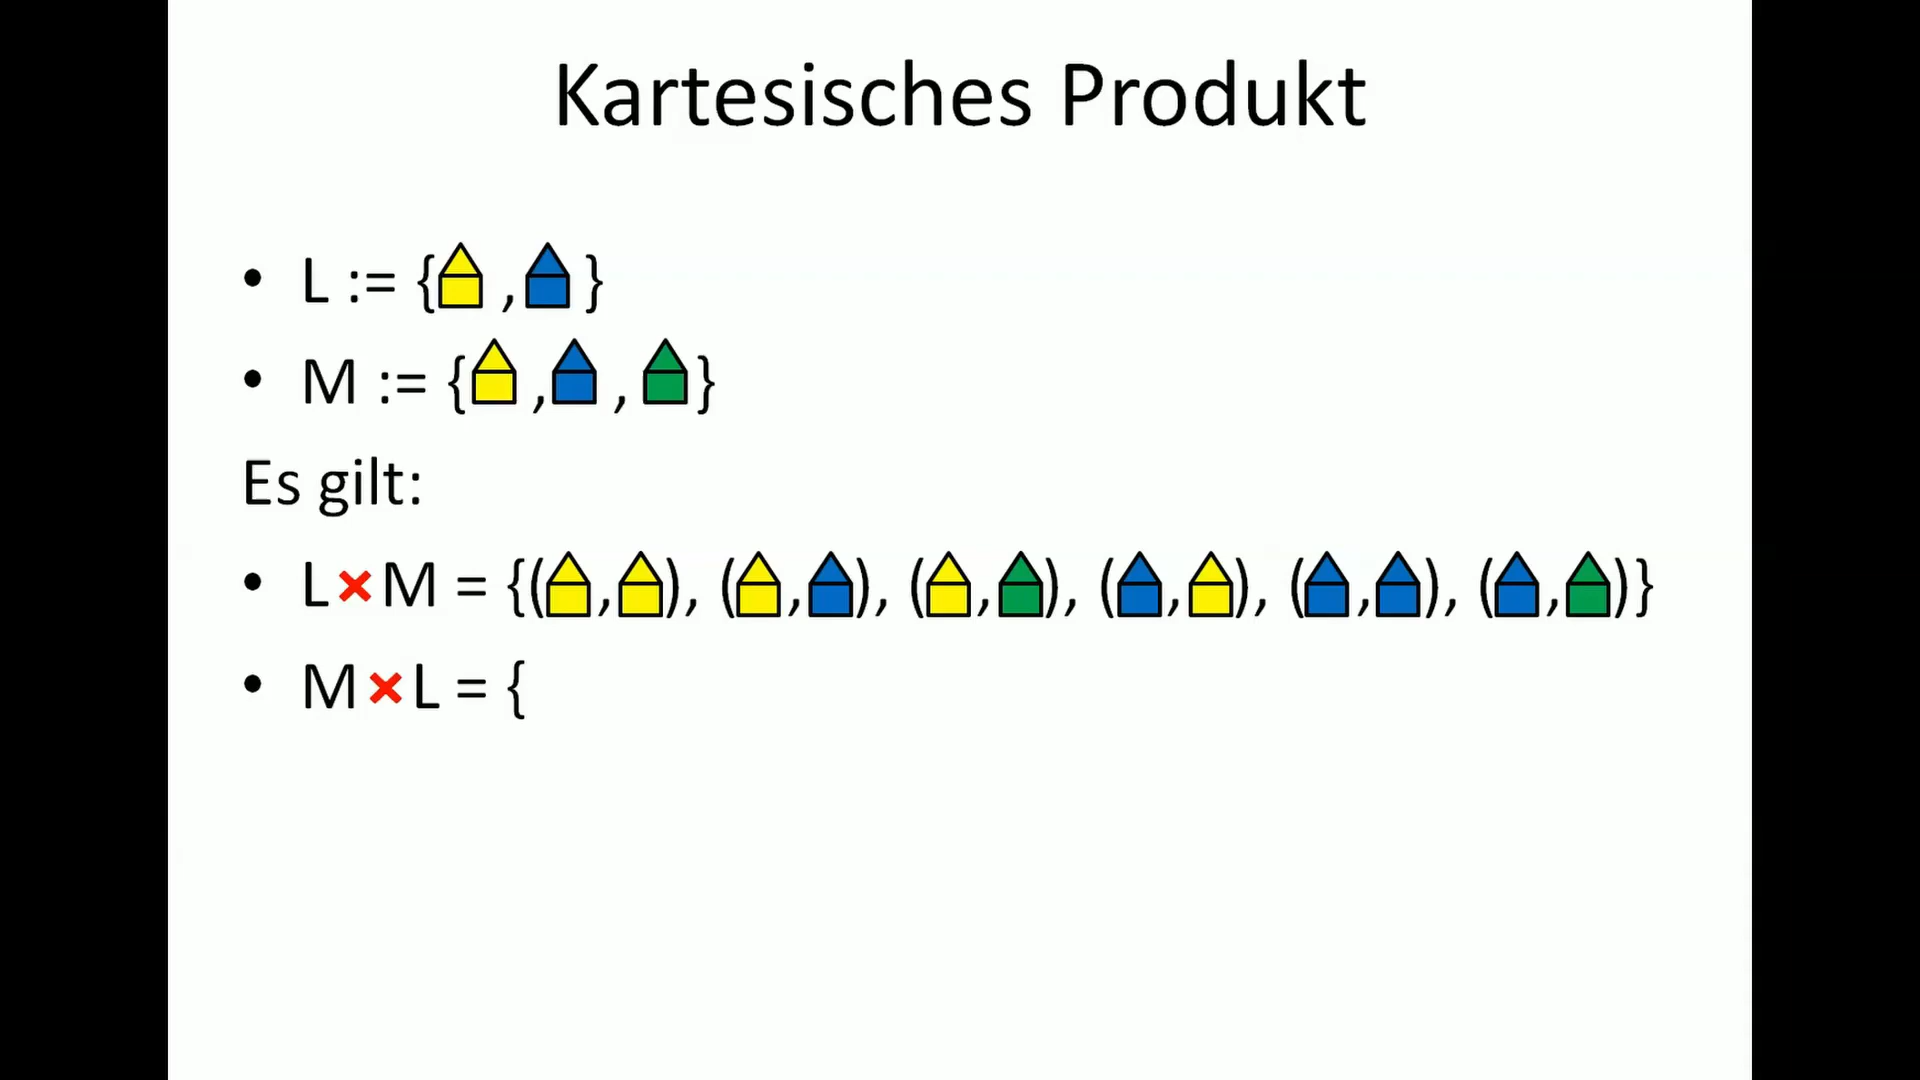 Kartesisches Produkt
• L := { , }
• M := { , , }
Es gilt:
• L×M = {( , ), ( , ), ( , ), ( , ), ( , ), ( , )}
• M×L = {